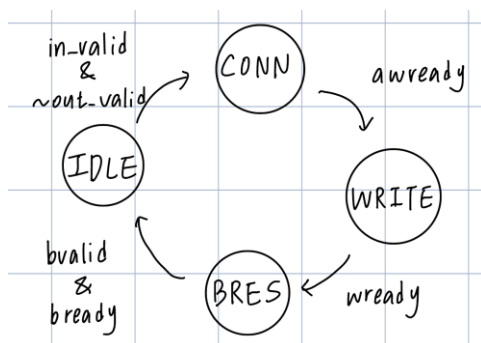 in_valid
&
~out_valid
CONN
awready
IDLE
WRITE
bvalid
&
bready
BRES
wready